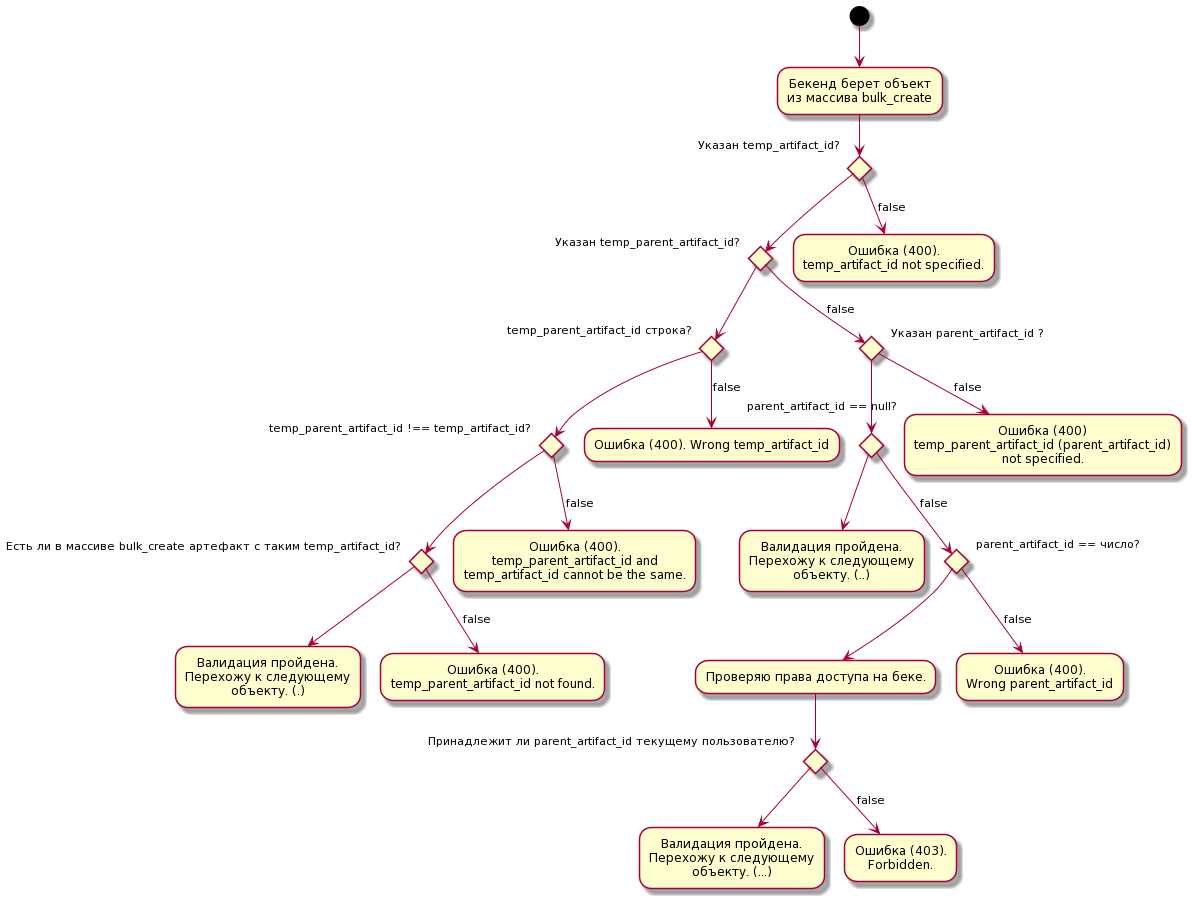 Бекенд берет объект
из массива bulk_create
Указан temp_artifact_id?
false
Ошибка (400).
temp_artifact_id not specified.
Указан temp_parent_artifact_id?
false
temp_parent_artifact_id строка?
Указан parent_artifact_id ?
false
false
parent_artifact_id == null?
temp_parent_artifact_id !== temp_artifact_id?
Ошибка (400). Wrong temp_artifact_id
Ошибка (400)
temp_parent_artifact_id (parent_artifact_id)
not specified.
false
false
Есть ли в массиве bulk_create артефакт с таким temp_artifact_id?
Ошибка (400).
temp_parent_artifact_id and
temp_artifact_id cannot be the same.
Валидация пройдена.
Перехожу к следующему
объекту. (..)
parent_artifact_id == число?
false
false
Валидация пройдена.
Перехожу к следующему
объекту. (.)
Ошибка (400).
temp_parent_artifact_id not found.
Проверяю права доступа на беке.
Ошибка (400).
Wrong parent_artifact_id
Принадлежит ли parent_artifact_id текущему пользователю?
false
Валидация пройдена.
Перехожу к следующему
объекту. (...)
Ошибка (403).
Forbidden.